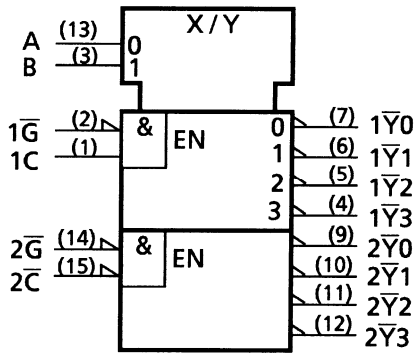 X/Y
A (13) 0
B (3) 1
1G̅ (2) & EN 0 (7) 1Y̅0
1C (1) 1 (6) 1Y̅1
2 (5) 1Y̅2
3 (4) 1Y̅3
2G̅ (14) & EN (9) 2Y̅0
2C̅ (15) (10) 2Y̅1
(11) 2Y̅2
(12) 2Y̅3